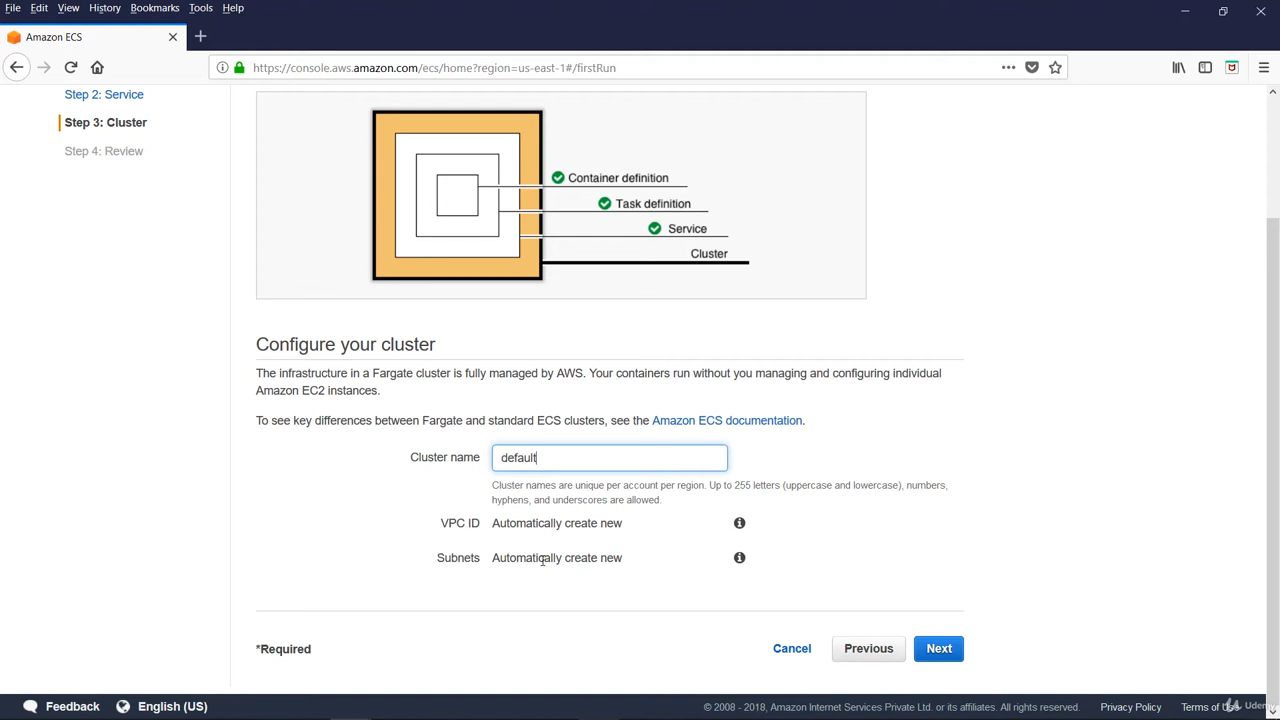 File Edit View History Bookmarks Tools Help
Amazon ECS
https://console.aws.amazon.com/ecs/home?region=us-east-1#/firstRun
Step 2: Service
Step 3: Cluster
Step 4: Review
Container definition
Task definition
Service
Cluster
Configure your cluster
The infrastructure in a Fargate cluster is fully managed by AWS. Your containers run without you managing and configuring individual
Amazon EC2 instances.
To see key differences between Fargate and standard ECS clusters, see the Amazon ECS documentation.
Cluster name default
Cluster names are unique per account per region. Up to 255 letters (uppercase and lowercase), numbers,
hyphens, and underscores are allowed.
VPC ID Automatically create new
Subnets Automatically create new
*Required Cancel Previous Next
Feedback English (US) © 2008 - 2018, Amazon Internet Services Private Ltd. or its affiliates. All rights reserved. Privacy Policy Terms of Use
Udemy